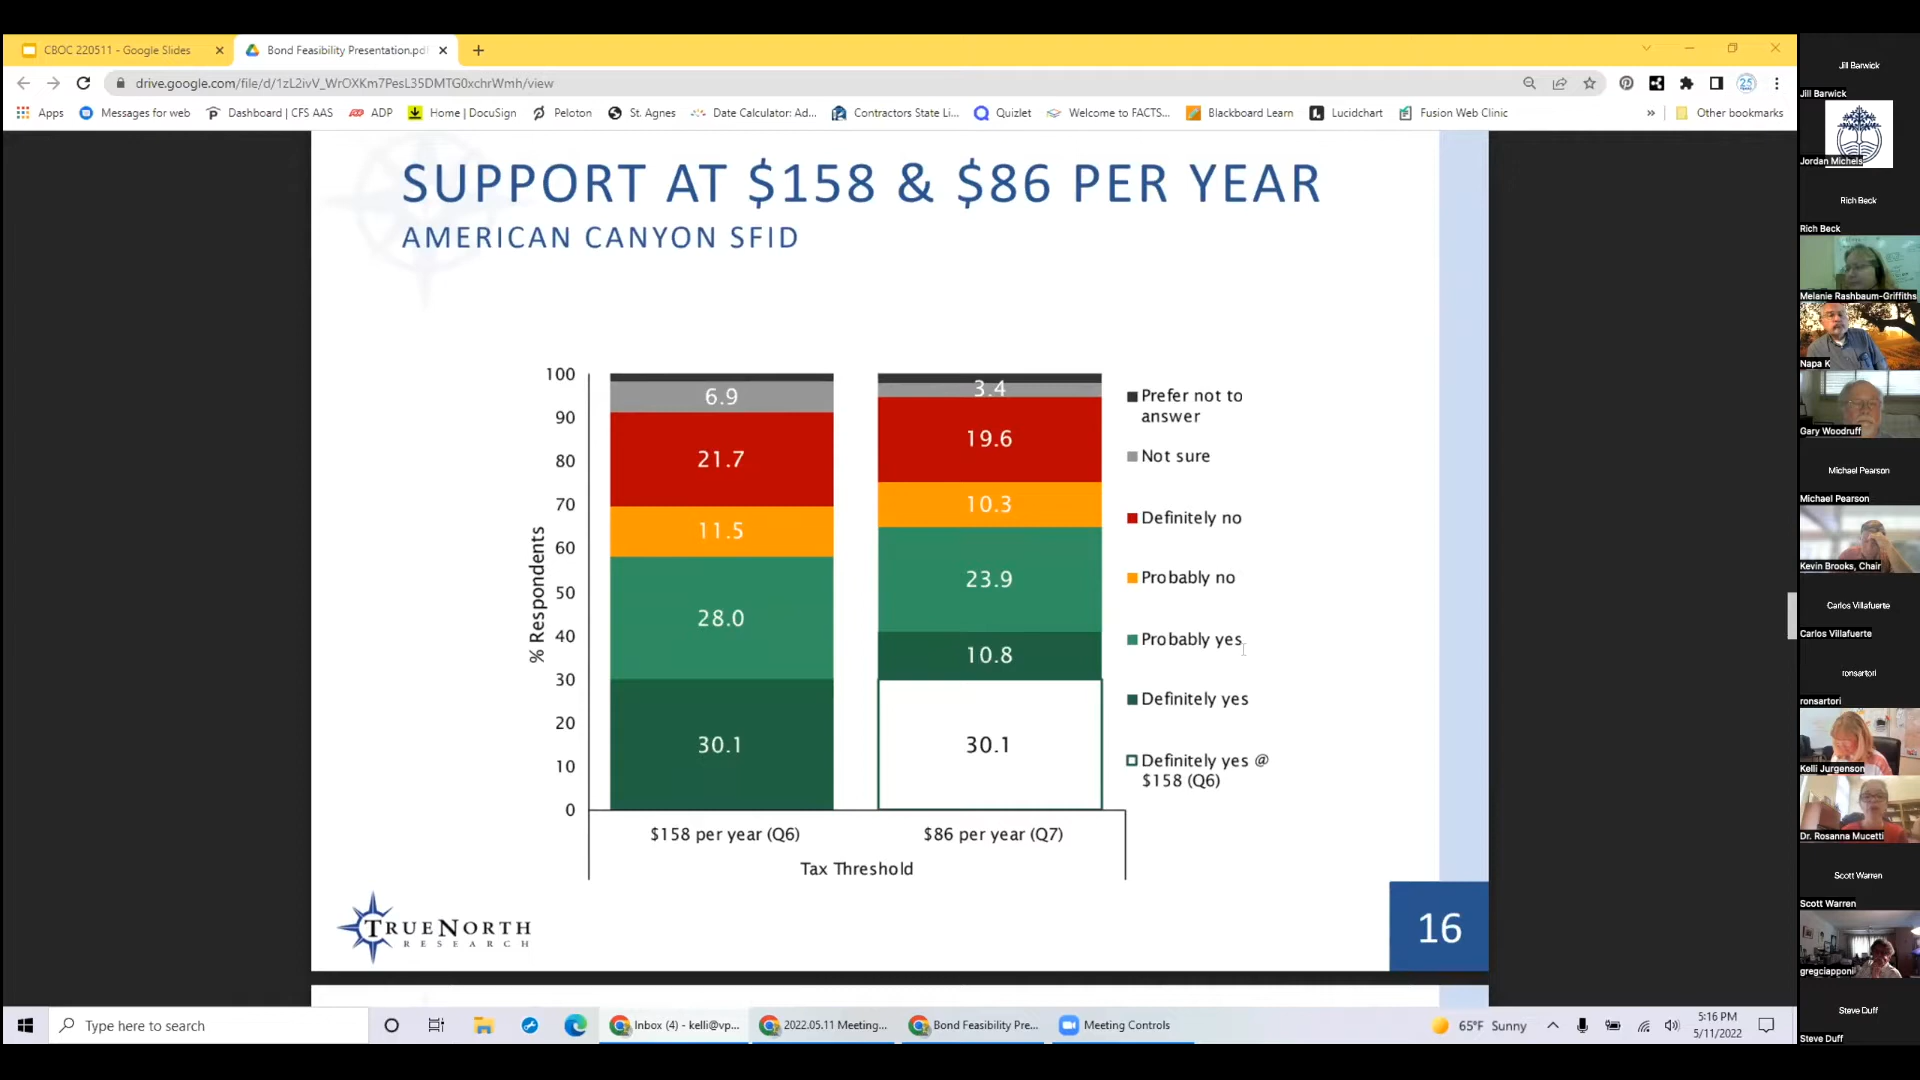 CBOC 220511 - Google Slides
Bond Feasibility Presentation.pdf
drive.google.com/file/d/1zL2ivV_WrOXKm7PesL35DMTG0xchrWmh/view
Apps
Messages for web
Dashboard | CFS AAS
ADP
Home | DocuSign
Peloton
St. Agnes
Date Calculator: Ad...
Contractors State Li...
Quizlet
Welcome to FACTS...
Blackboard Learn
Lucidchart
Fusion Web Clinic
»
Other bookmarks
SUPPORT AT $158 & $86 PER YEAR
AMERICAN CANYON SFID
% Respondents
100
90
80
70
60
50
40
30
20
10
0
6.9
21.7
11.5
28.0
30.1
3.4
19.6
10.3
23.9
10.8
30.1
$158 per year (Q6)
$86 per year (Q7)
Tax Threshold
Prefer not to
answer
Not sure
Definitely no
Probably no
Probably yes
Definitely yes
Definitely yes @
$158 (Q6)
TRUENORTH
RESEARCH
16
Jill Barwick
Jill Barwick
Jordan Michels
Rich Beck
Rich Beck
Melanie Rashbaum-Griffiths
Napa K
Gary Woodruff
Michael Pearson
Michael Pearson
Kevin Brooks, Chair
Carlos Villafuerte
Carlos Villafuerte
ronsartori
ronsartori
Kelli Jurgenson
Dr. Rosanna Mucetti
Scott Warren
Scott Warren
gregciapponi
Steve Duff
Steve Duff
Type here to search
Inbox (4) - kelli@vp...
2022.05.11 Meeting...
Bond Feasibility Pre...
Meeting Controls
65°F Sunny
5:16 PM
5/11/2022